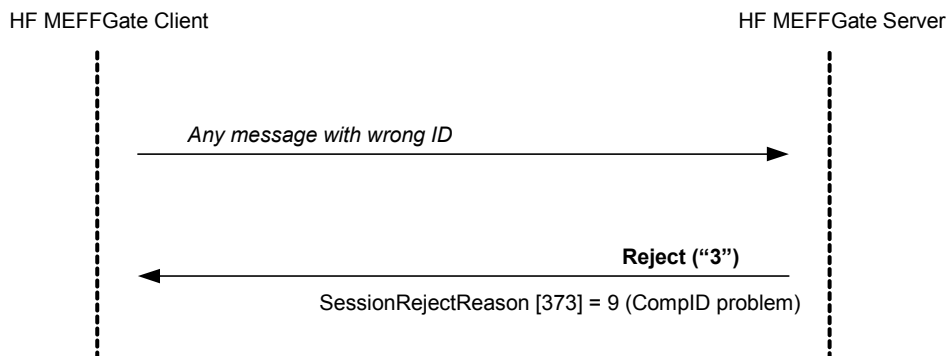 HF MEFFGate Client
HF MEFFGate Server
Any message with wrong ID
Reject (“3”)
SessionRejectReason [373] = 9 (CompID problem)